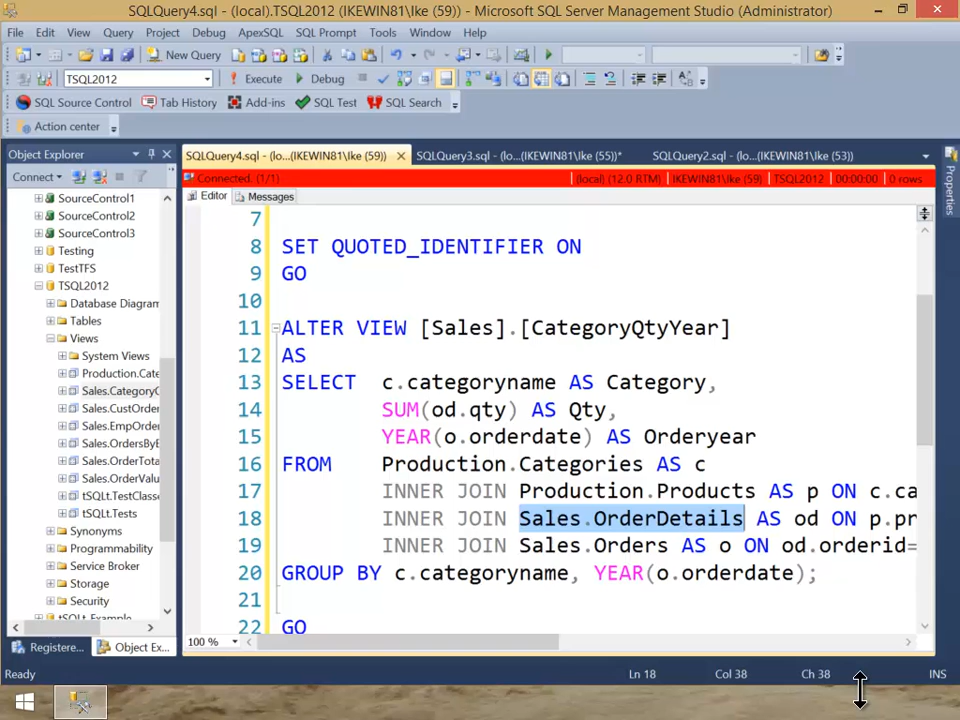 SQLQuery4.sql - (local).TSQL2012 (IKEWIN81\Ike (59)) - Microsoft SQL Server Management Studio (Administrator)
File Edit View Query Project Debug ApexSQL SQL Prompt Tools Window Help
New Query
TSQL2012 Execute Debug
SQL Source Control Tab History Add-ins SQL Test SQL Search
Action center
Object Explorer
Connect
SourceControl1
SourceControl2
SourceControl3
Testing
TestTFS
TSQL2012
Database Diagram
Tables
Views
System Views
Production.Cate
Sales.CategoryC
Sales.CustOrder
Sales.EmpOrder
Sales.OrdersByE
Sales.OrderTota
Sales.OrderValu
tSQLt.TestClasse
tSQLt.Tests
Synonyms
Programmability
Service Broker
Storage
Security
tSQLt_Example
Registere... Object Ex...
SQLQuery4.sql - (lo...(IKEWIN81\Ike (59)) SQLQuery3.sql - (lo...(IKEWIN81\Ike (55))* SQLQuery2.sql - (lo...(IKEWIN81\Ike (53))
Connected. (1/1) (local) (12.0 RTM) IKEWIN81\Ike (59) TSQL2012 00:00:00 0 rows
Editor Messages
7
8 SET QUOTED_IDENTIFIER ON
9 GO
10
11 ALTER VIEW [Sales].[CategoryQtyYear]
12 AS
13 SELECT c.categoryname AS Category,
14 SUM(od.qty) AS Qty,
15 YEAR(o.orderdate) AS Orderyear
16 FROM Production.Categories AS c
17 INNER JOIN Production.Products AS p ON c.ca
18 INNER JOIN Sales.OrderDetails AS od ON p.pr
19 INNER JOIN Sales.Orders AS o ON od.orderid=
20 GROUP BY c.categoryname, YEAR(o.orderdate);
21
22 GO
100 %
Properties
Ready Ln 18 Col 38 Ch 38 INS